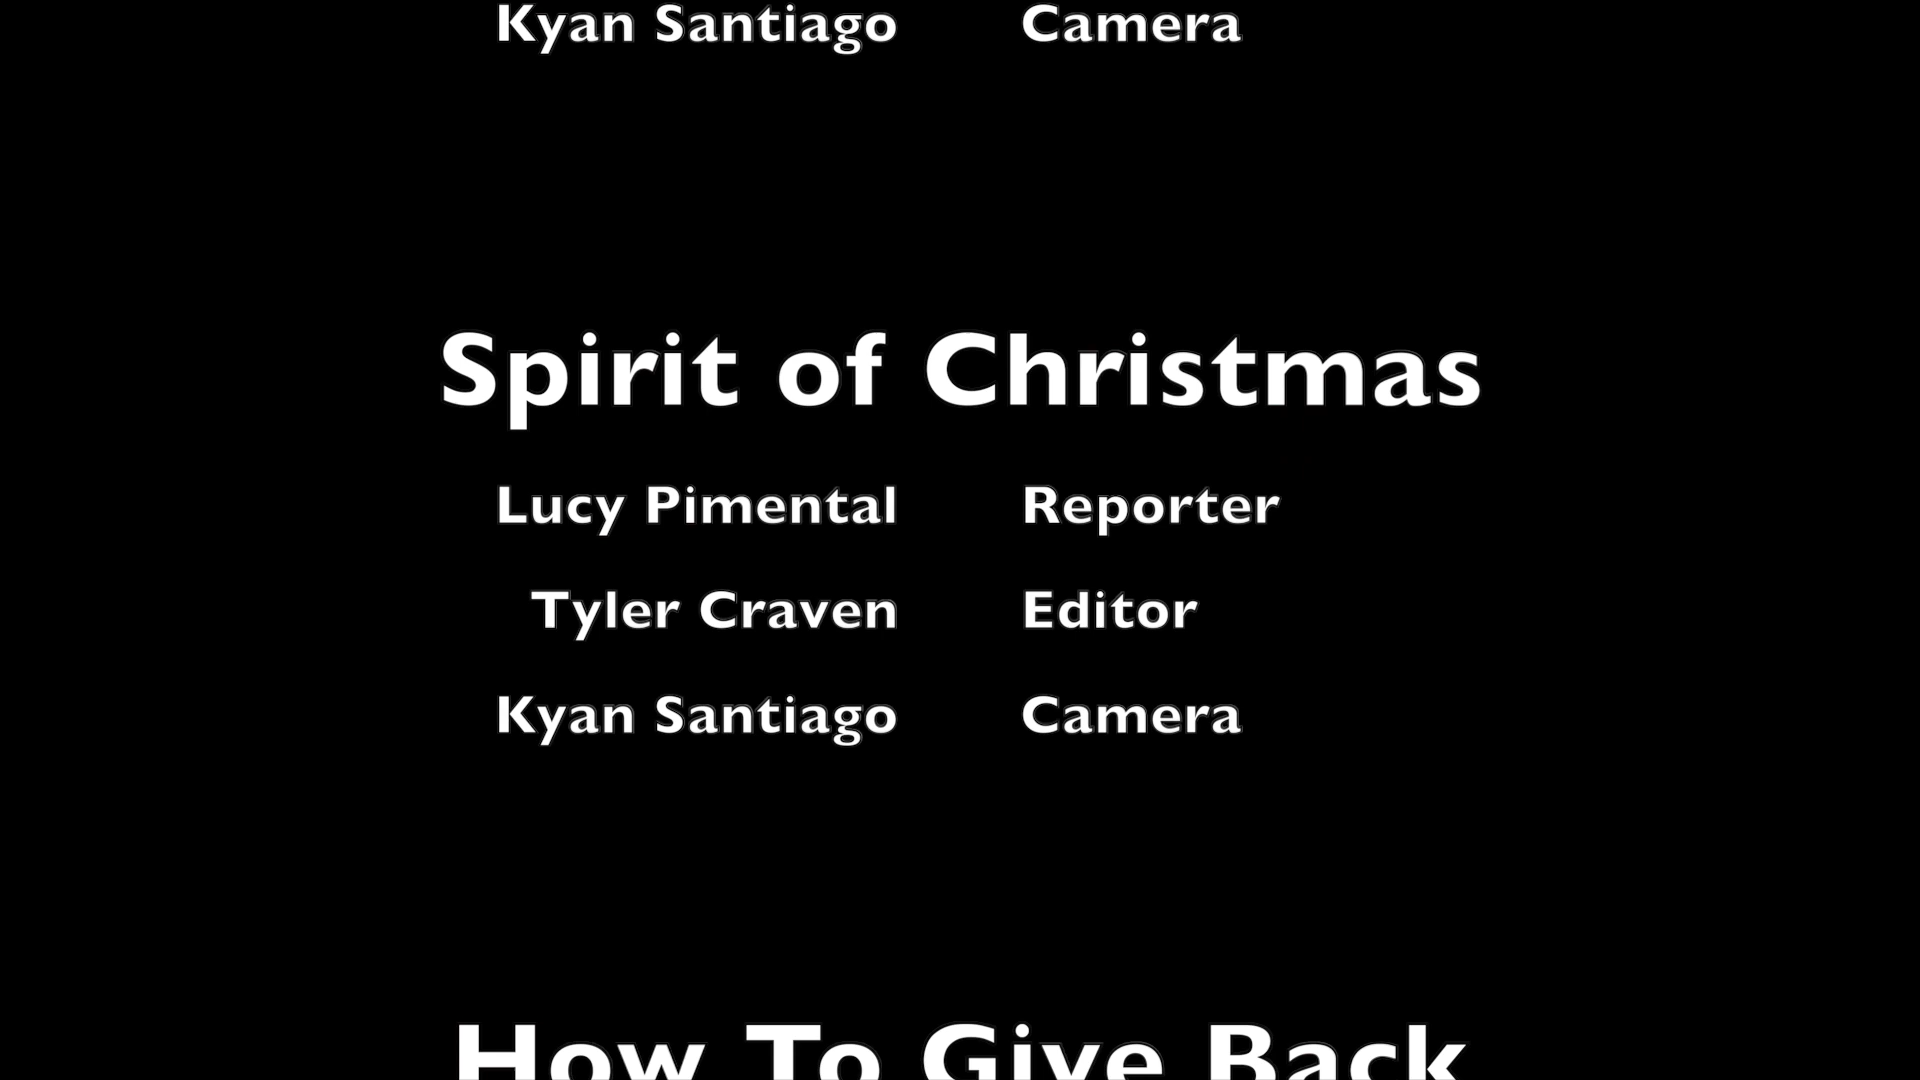 Kyan Santiago Camera
Spirit of Christmas
Lucy Pimental Reporter
Tyler Craven Editor
Kyan Santiago Camera
How To Give Back